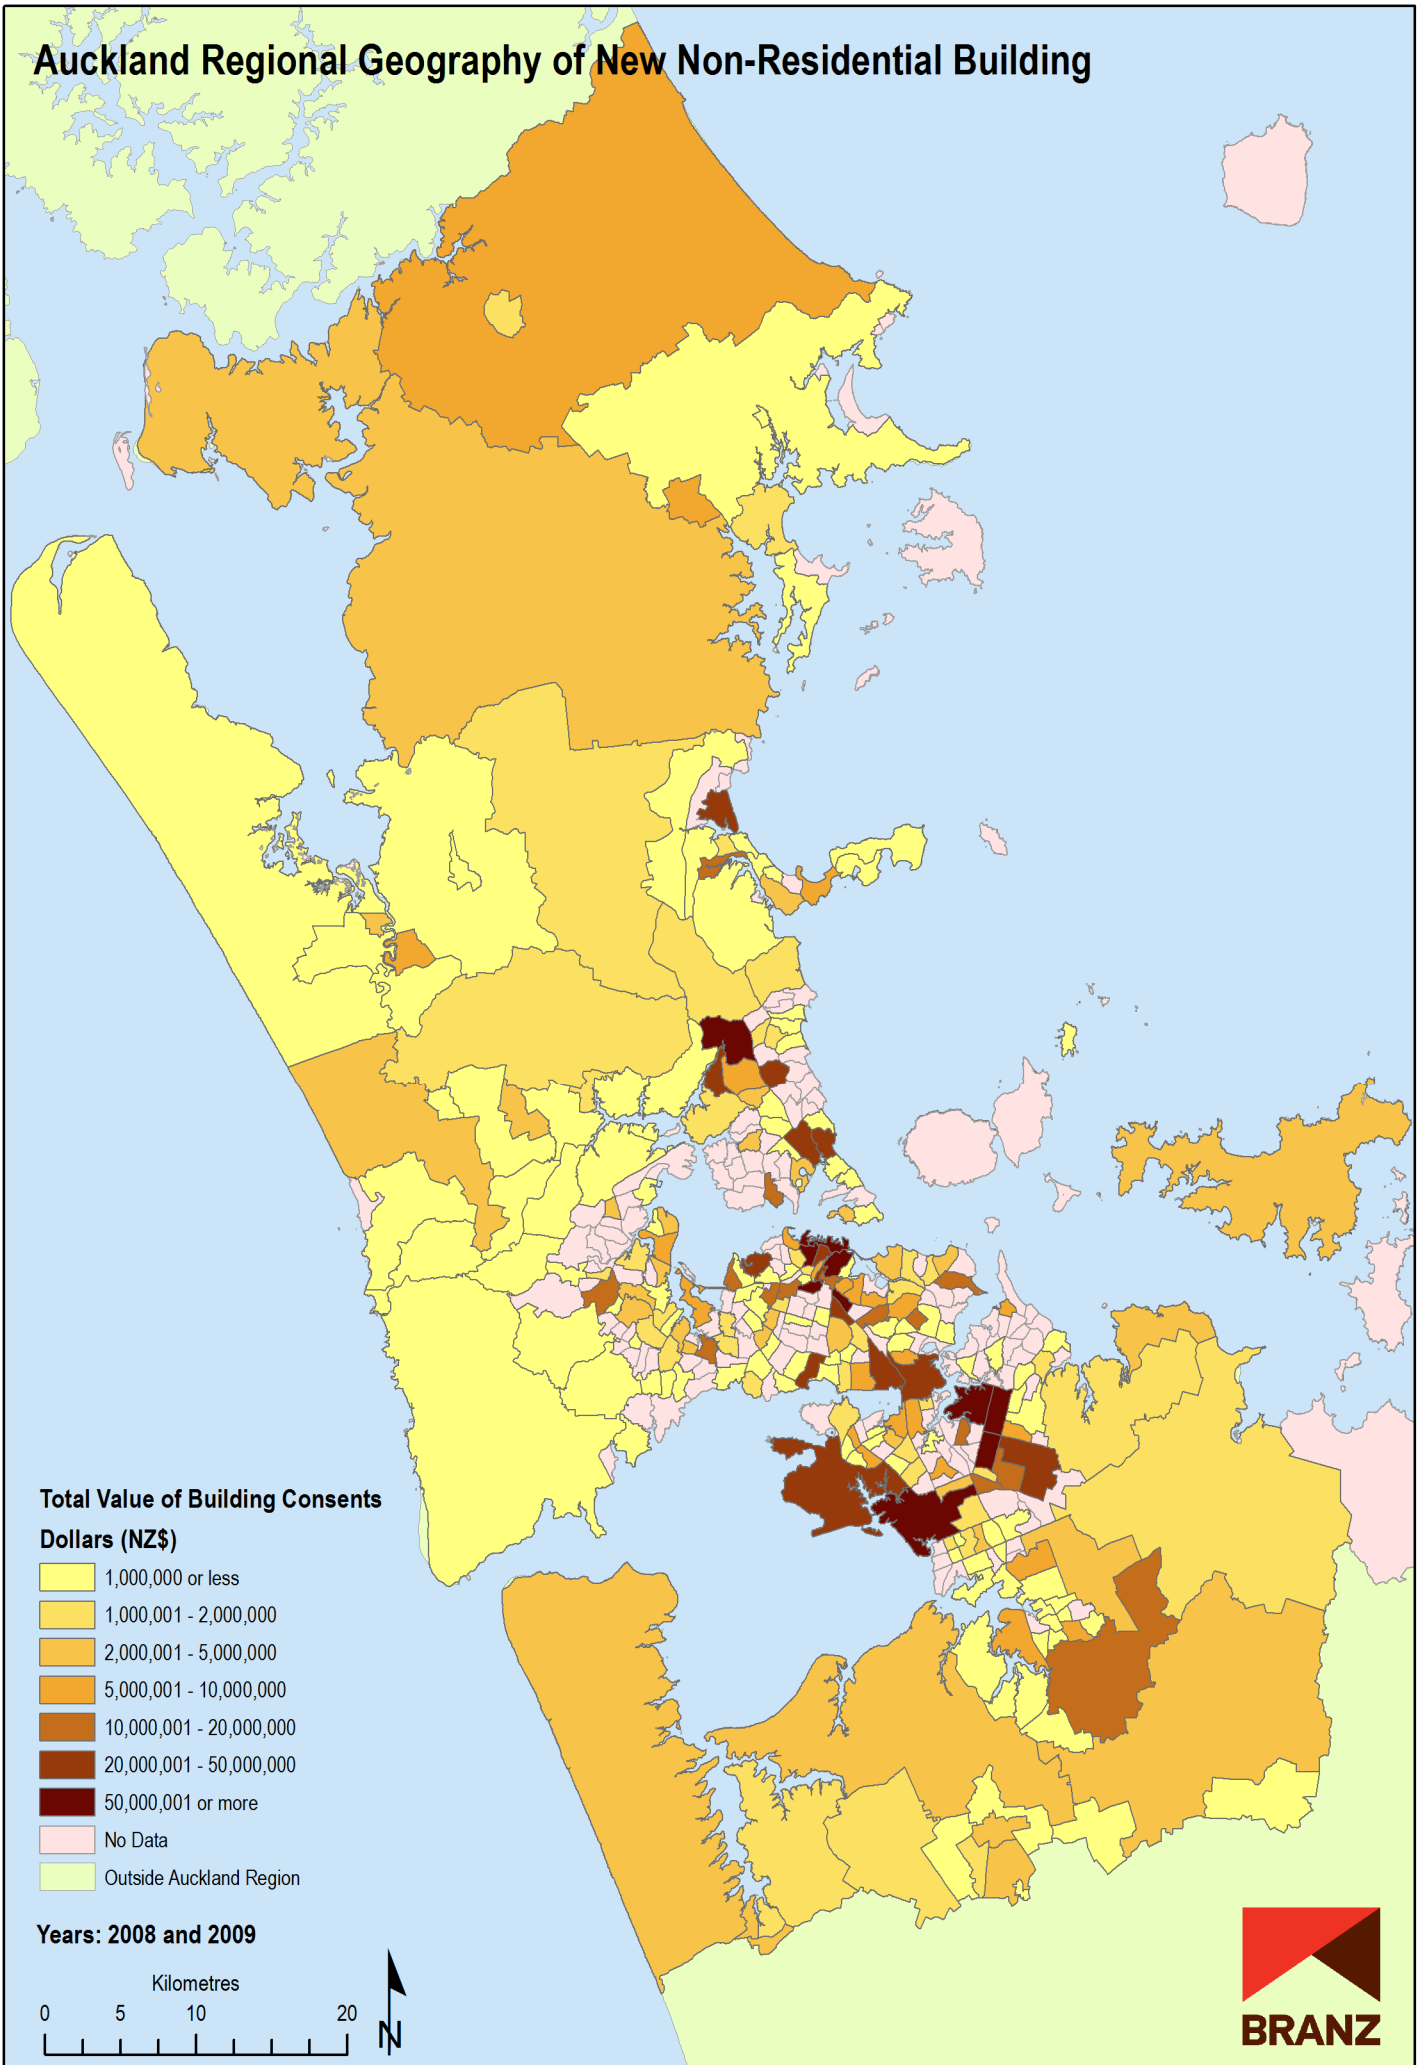 Auckland Regional Geography of New Non-Residential Building
Total Value of Building Consents
Dollars (NZ$)
1,000,000 or less
1,000,001 - 2,000,000
2,000,001 - 5,000,000
5,000,001 - 10,000,000
10,000,001 - 20,000,000
20,000,001 - 50,000,000
50,000,001 or more
No Data
Outside Auckland Region
Years: 2008 and 2009
Kilometres
0 5 10 20
N
BRANZ